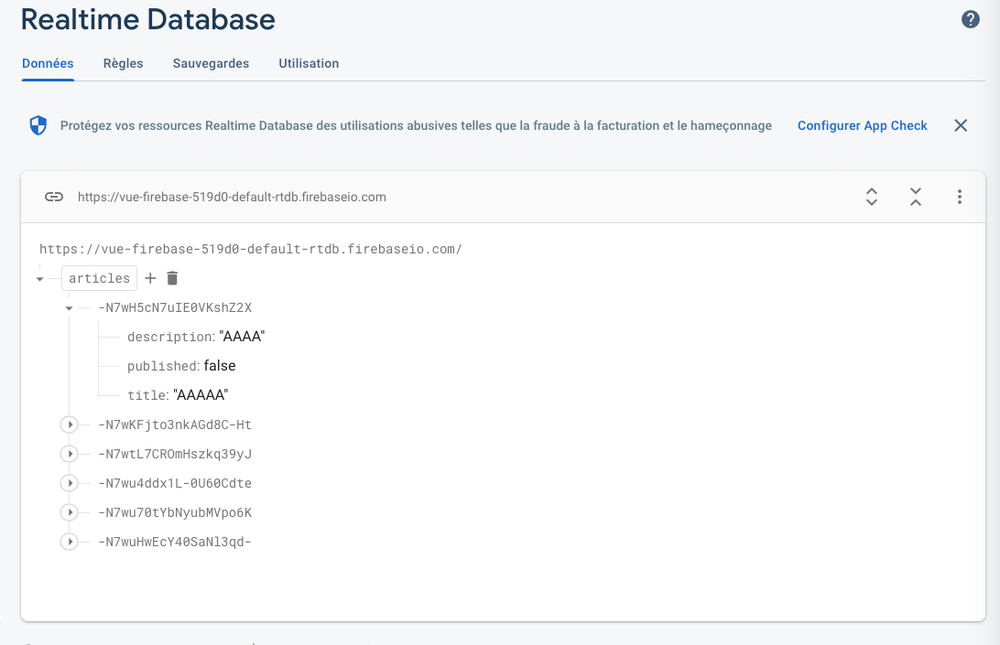 Realtime Database
?
Données Règles Sauvegardes Utilisation
Protégez vos ressources Realtime Database des utilisations abusives telles que la fraude à la facturation et le hameçonnage Configurer App Check
https://vue-firebase-519d0-default-rtdb.firebaseio.com
https://vue-firebase-519d0-default-rtdb.firebaseio.com/
articles
-N7wH5cN7uIE0VKshZ2X
description: "AAAA"
published: false
title: "AAAAA"
-N7wKFjto3nkAGd8C-Ht
-N7wtL7CROmHszkq39yJ
-N7wu4ddx1L-0U60Cdte
-N7wu70tYbNyubMVpo6K
-N7wuHwEcY40SaNl3qd-